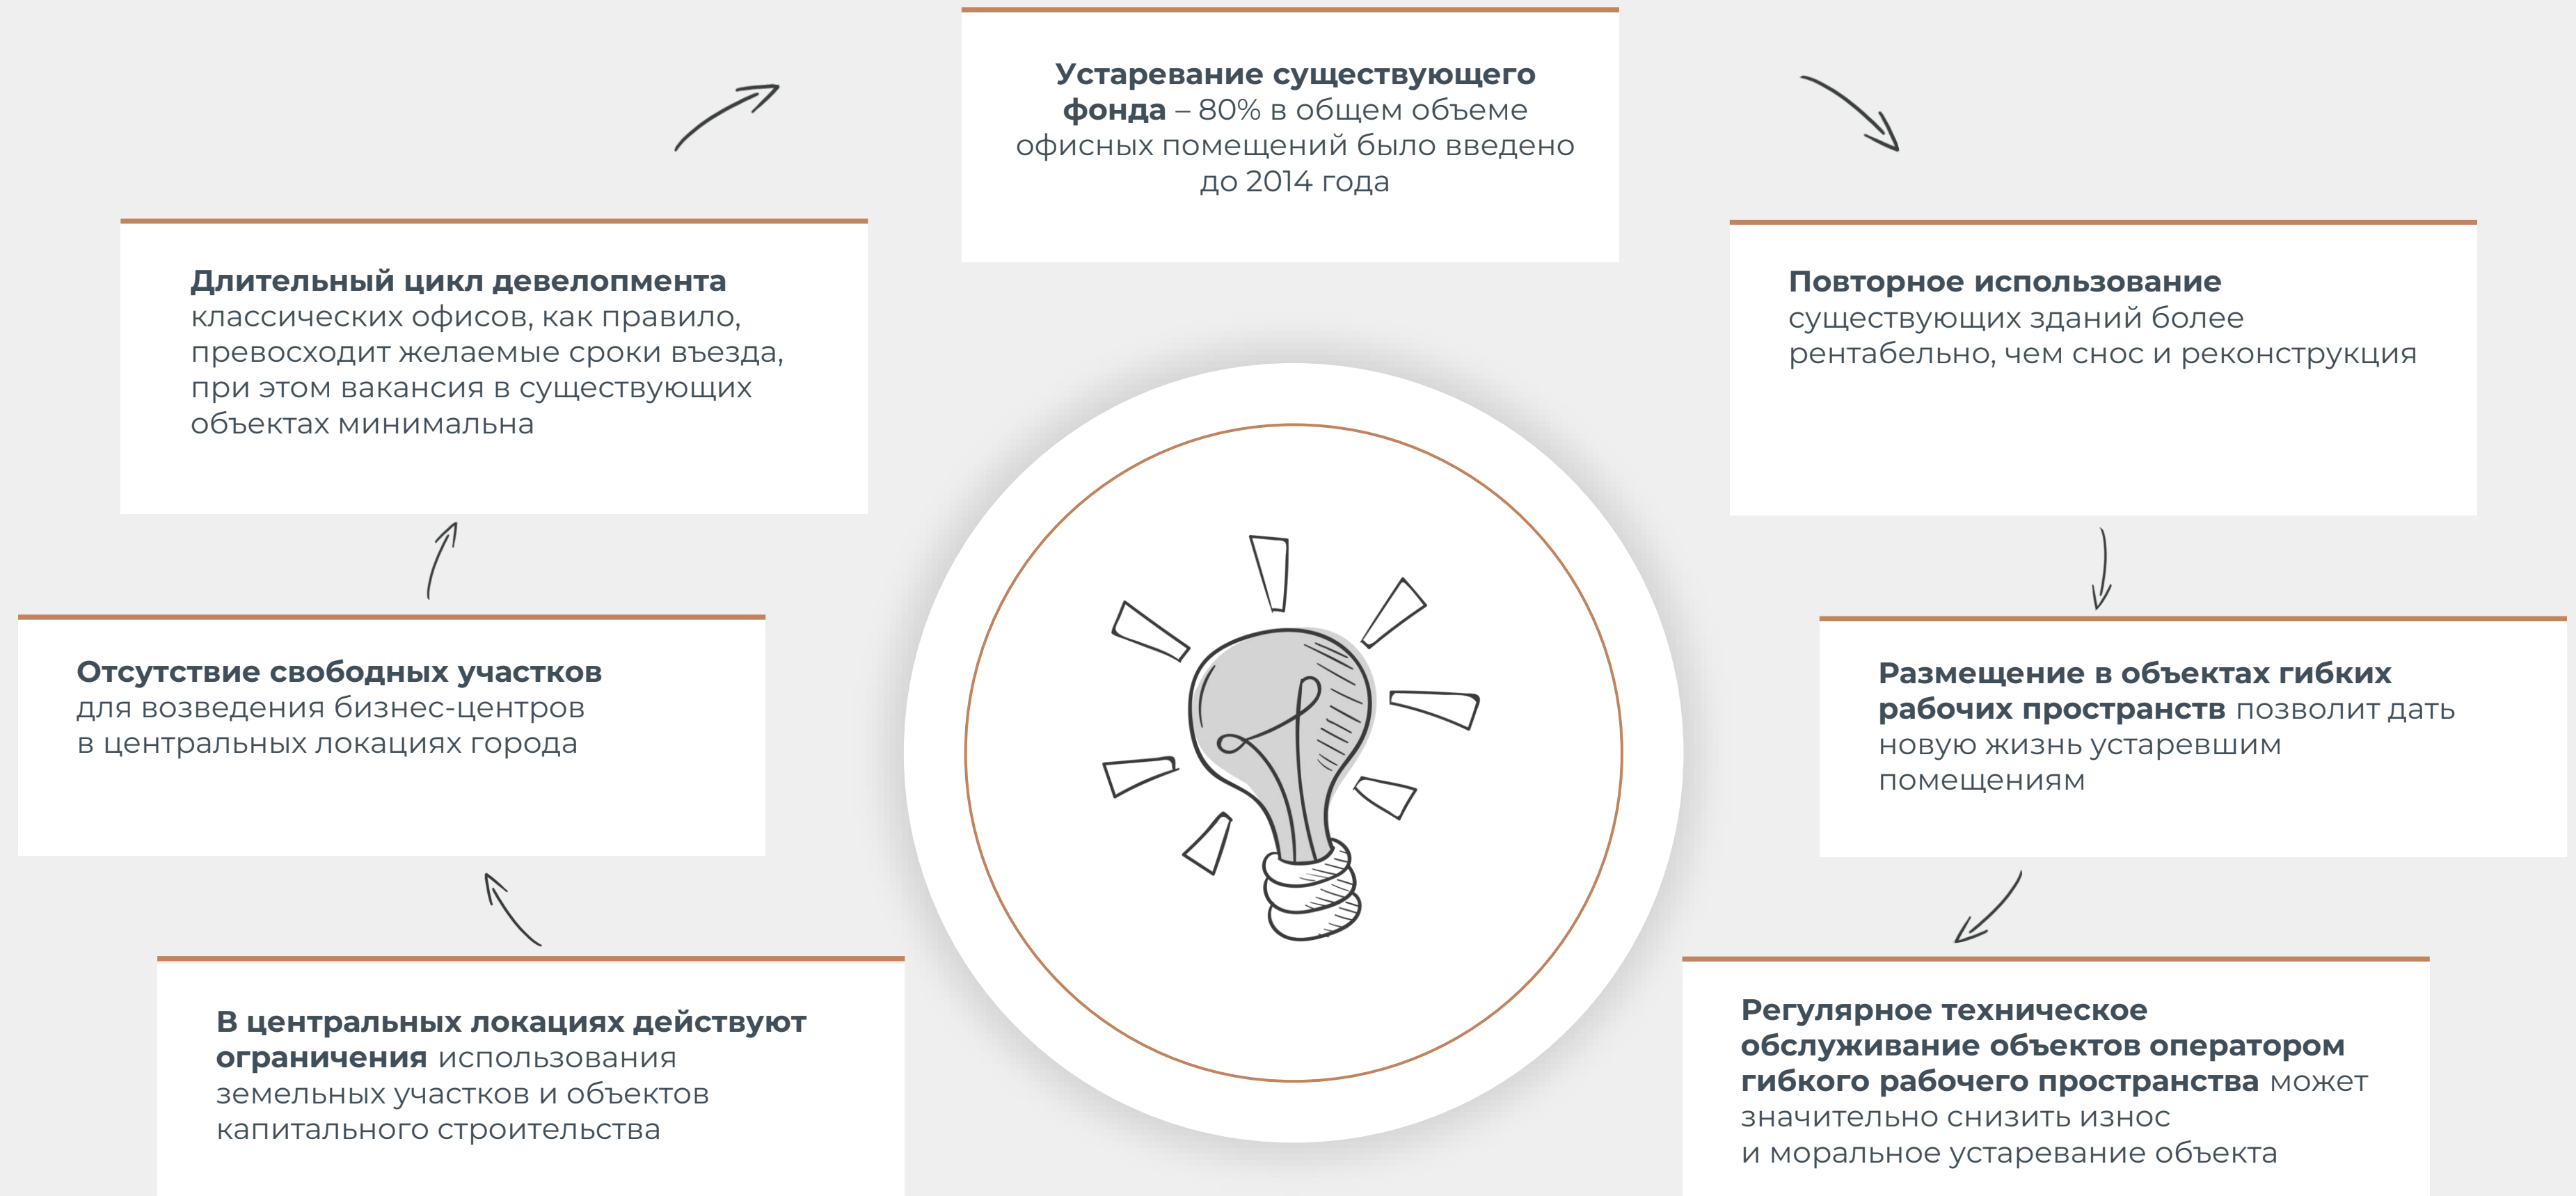 Устаревание существующего
фонда – 80% в общем объеме
офисных помещений было введено
до 2014 года
Длительный цикл девелопмента
классических офисов, как правило,
превосходит желаемые сроки въезда,
при этом вакансия в существующих
объектах минимальна
Повторное использование
существующих зданий более
рентабельно, чем снос и реконструкция
Отсутствие свободных участков
для возведения бизнес-центров
в центральных локациях города
Размещение в объектах гибких
рабочих пространств позволит дать
новую жизнь устаревшим
помещениям
В центральных локациях действуют
ограничения использования
земельных участков и объектов
капитального строительства
Регулярное техническое
обслуживание объектов оператором
гибкого рабочего пространства может
значительно снизить износ
и моральное устаревание объекта